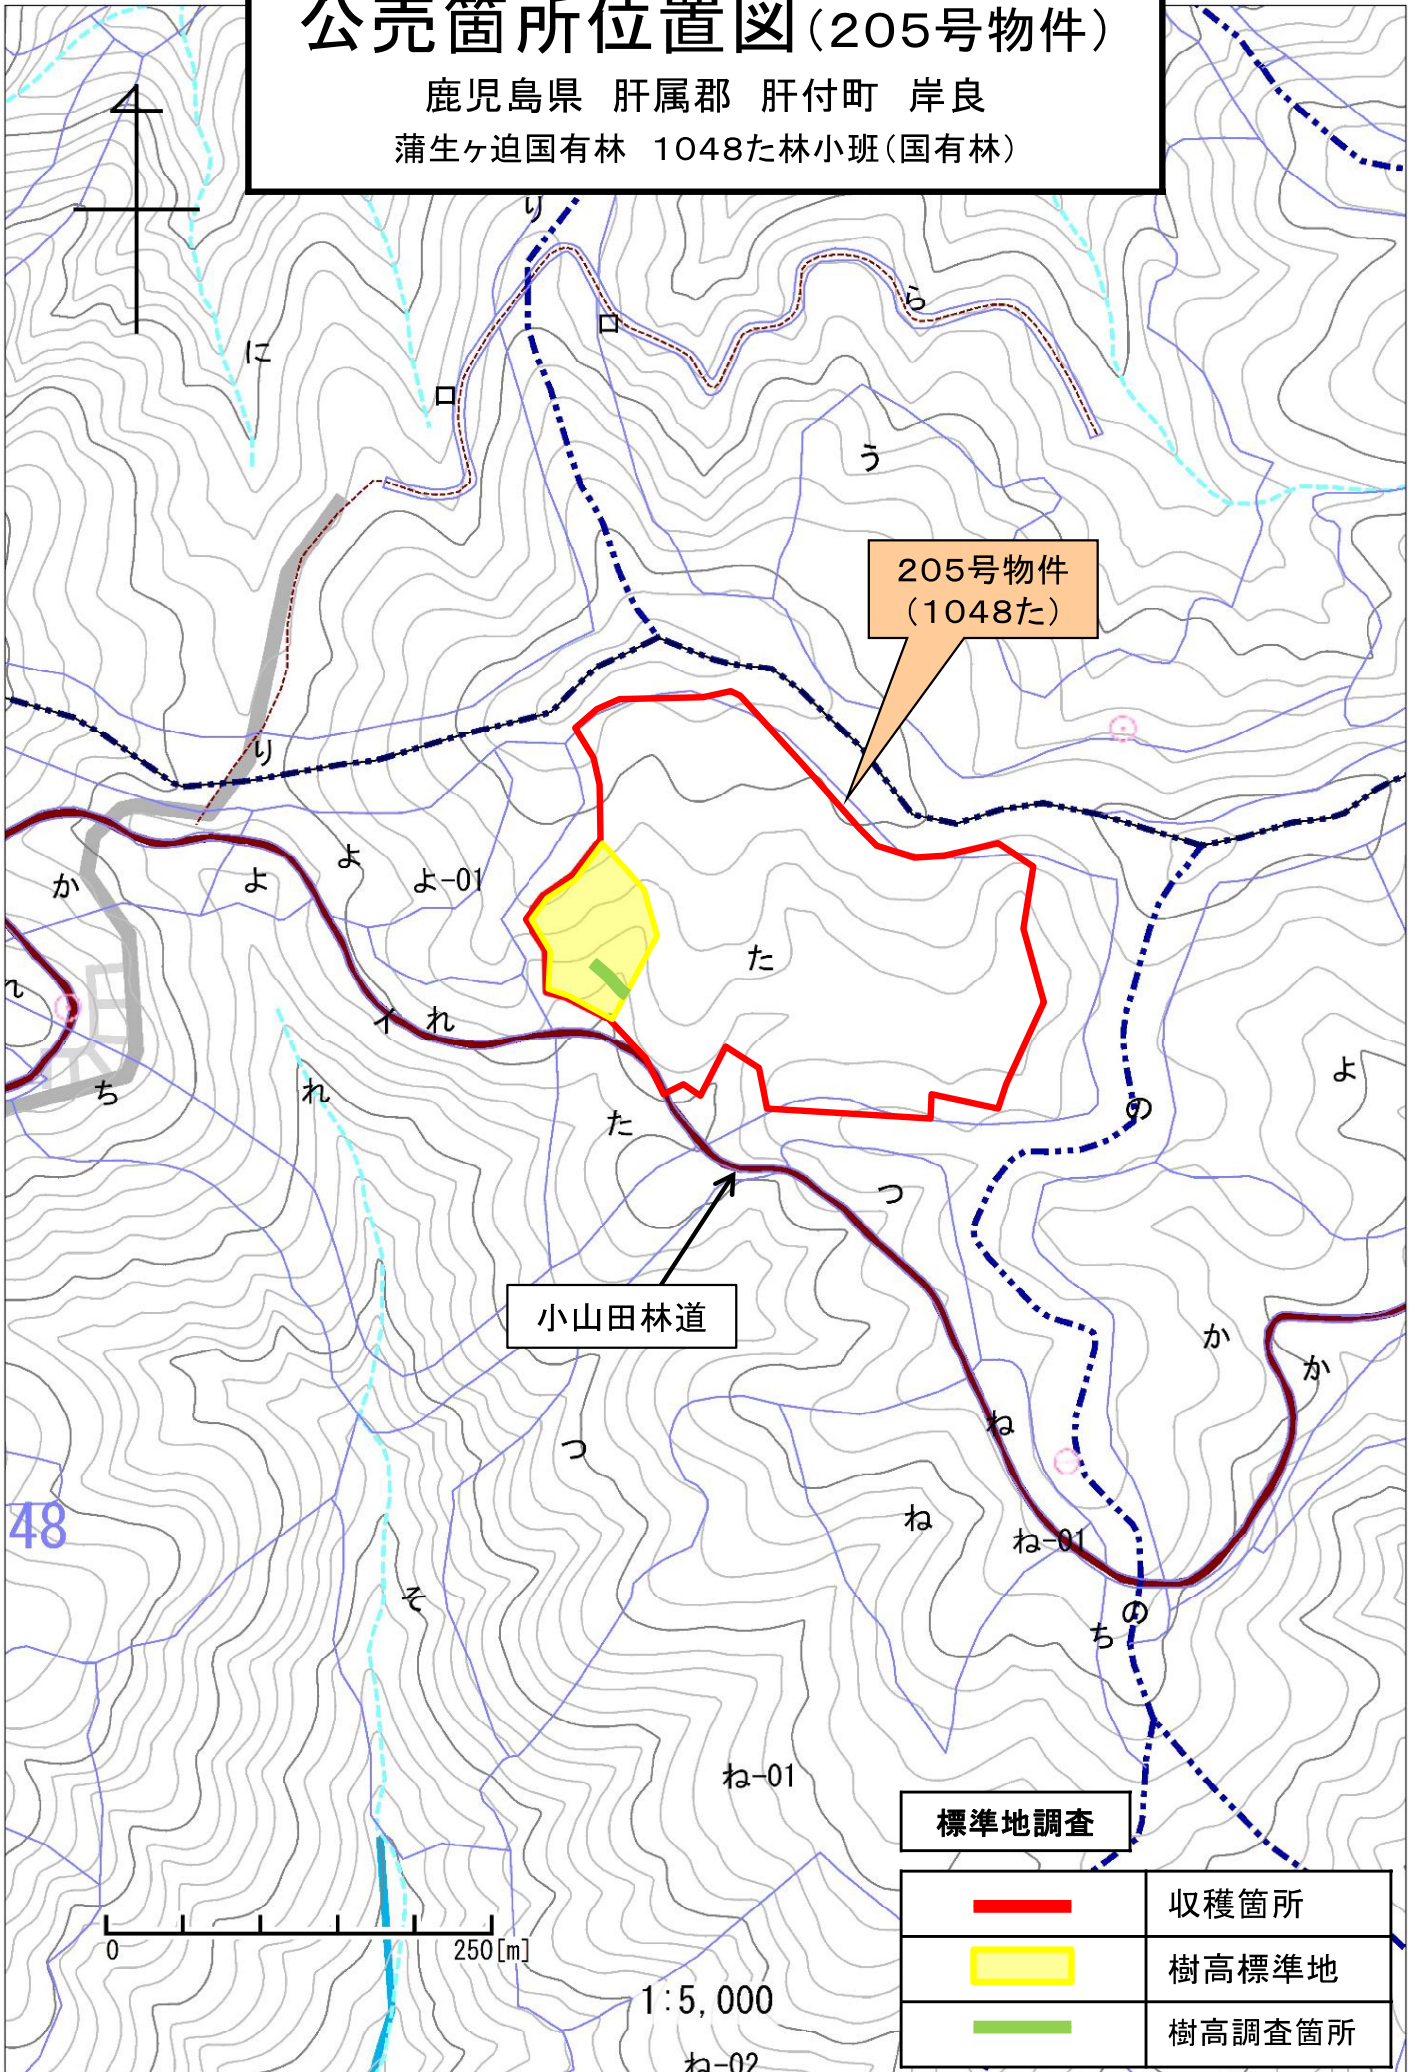 公売箇所位置図(205号物件)
鹿児島県 肝属郡 肝付町 岸良
蒲生ヶ迫国有林 1048た林小班(国有林)
り
ら
ロ
に
ロ
う
205号物件
(1048た)
り
よ
よ
よ-01
か
た
れ
イ
れ
よ
ち
れ
の
た
つ
小山田林道
か
か
ね
つ
ね
48
ね-01
そ
の
ち
ね-01
標準地調査
収穫箇所
樹高標準地
樹高調査箇所
0 250[m]
1:5,000
ね-02